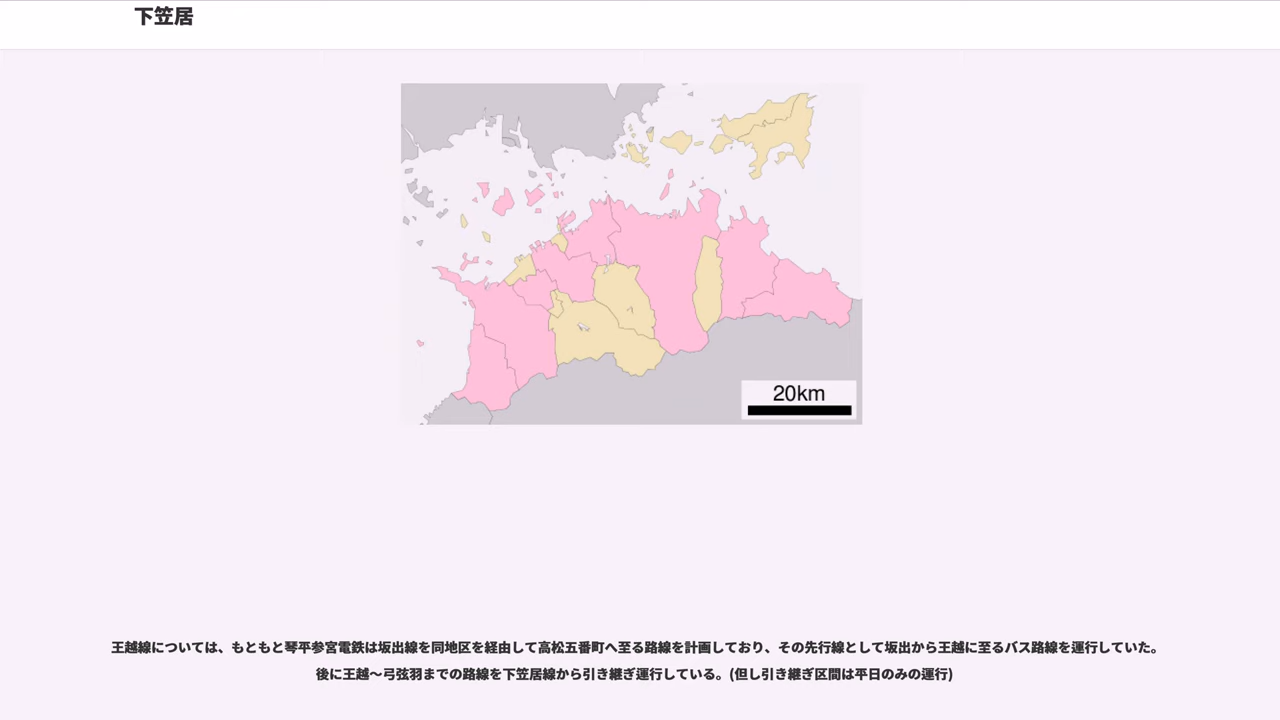 下笠居
20km
王越線については、もともと琴平参宮電鉄は坂出線を同地区を経由して高松五番町へ至る路線を計画しており、その先行線として坂出から王越に至るバス路線を運行していた。
後に王越～弓弦羽までの路線を下笠居線から引き継ぎ運行している。(但し引き継ぎ区間は平日のみの運行)